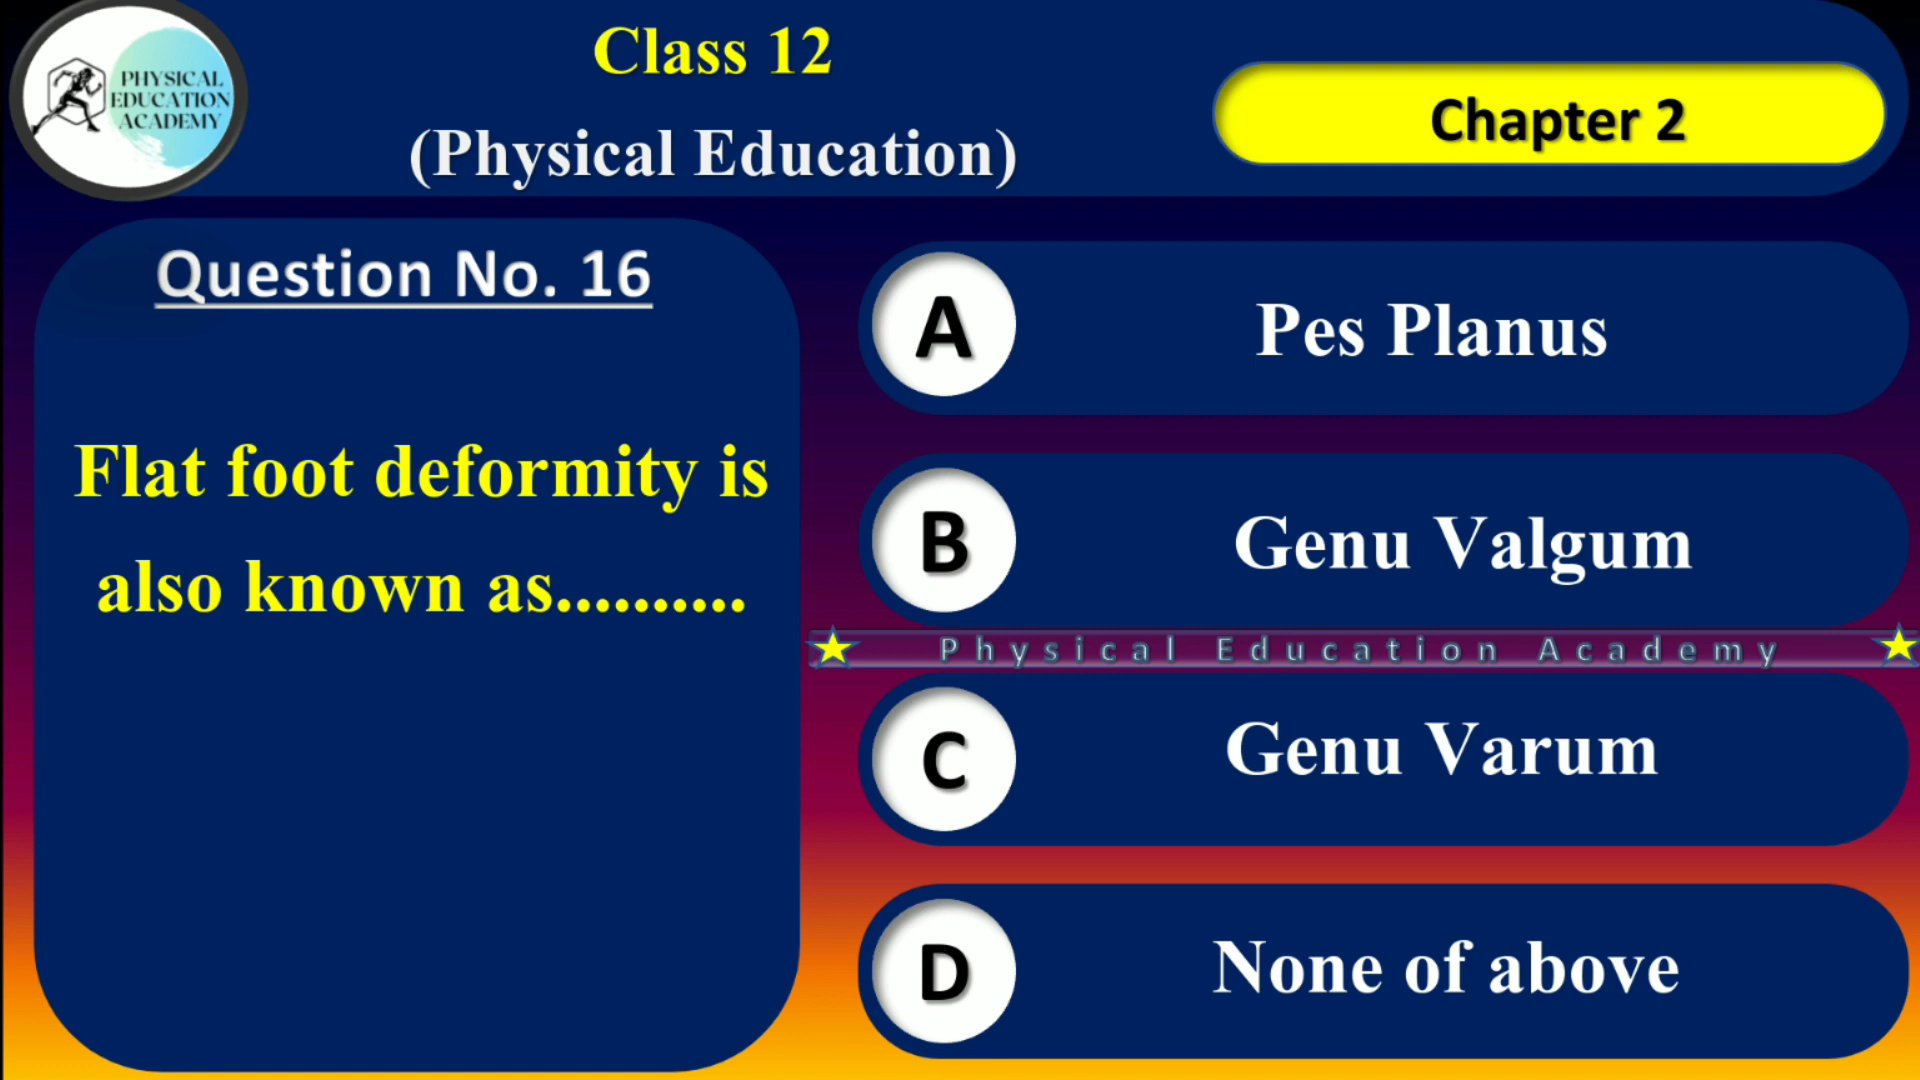 PHYSICAL
EDUCATION
ACADEMY
Class 12
(Physical Education)
Chapter 2
Question No. 16
Flat foot deformity is
also known as..........
A
Pes Planus
B
Genu Valgum
Physical Education Academy
C
Genu Varum
D
None of above